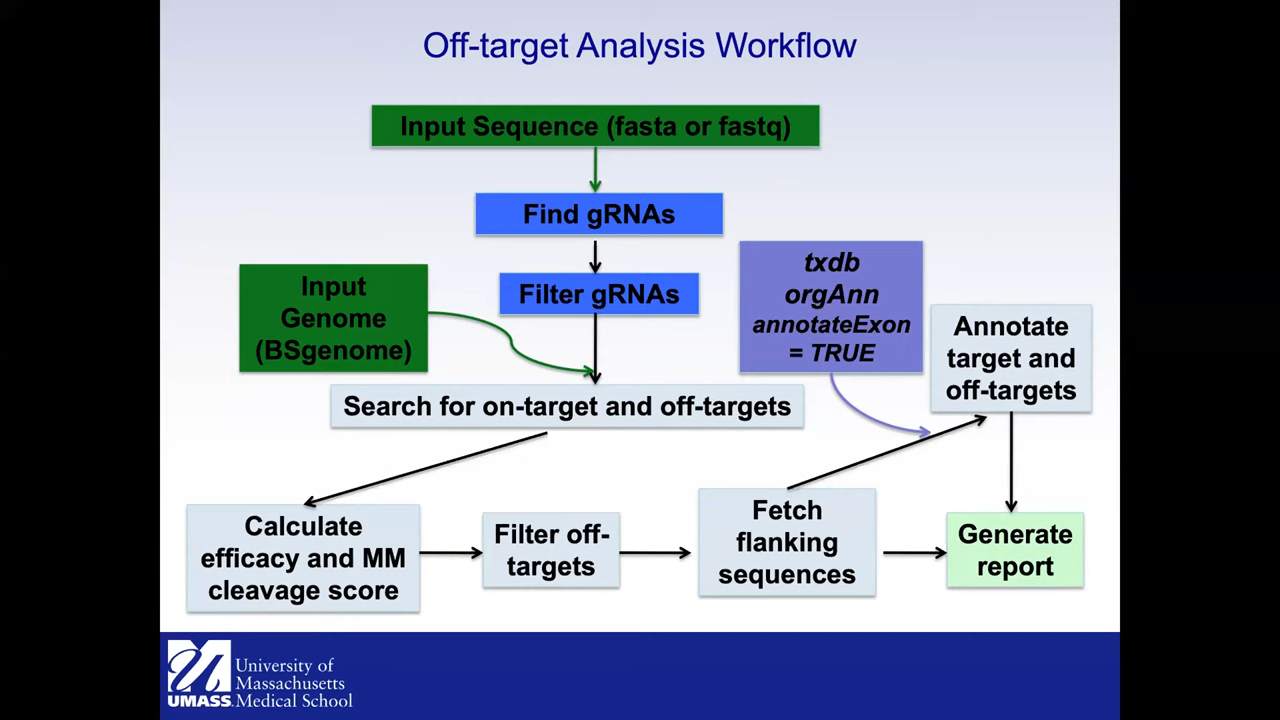 Off-target Analysis Workflow
Input Sequence (fasta or fastq)
Find gRNAs
Filter gRNAs
Input
Genome
(BSgenome)
txdb
orgAnn
annotateExon
= TRUE
Annotate
target and
off-targets
Search for on-target and off-targets
Calculate
efficacy and MM
cleavage score
Filter off-
targets
Fetch
flanking
sequences
Generate
report
UMASS
University of
Massachusetts
Medical School